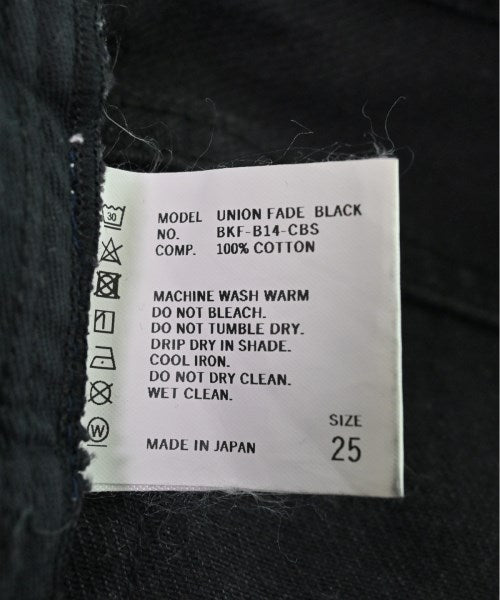 MODEL UNION FADE BLACK
NO. BKF-B14-CBS
COMP. 100% COTTON
30
MACHINE WASH WARM
DO NOT BLEACH.
DO NOT TUMBLE DRY.
DRIP DRY IN SHADE.
COOL IRON.
DO NOT DRY CLEAN.
WET CLEAN.
W
SIZE
25
MADE IN JAPAN